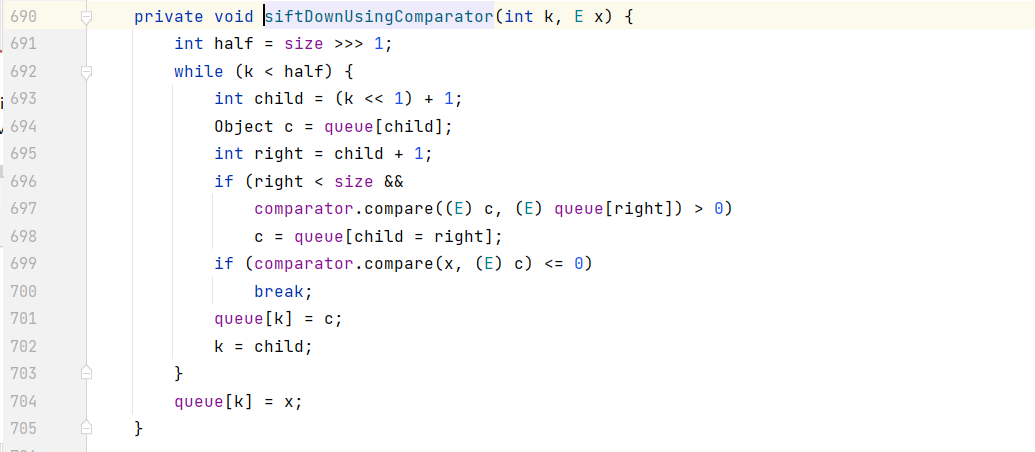 690 private void siftDownUsingComparator(int k, E x) {
691 int half = size >>> 1;
692 while (k < half) {
693 int child = (k << 1) + 1;
694 Object c = queue[child];
695 int right = child + 1;
696 if (right < size &&
697 comparator.compare((E) c, (E) queue[right]) > 0)
698 c = queue[child = right];
699 if (comparator.compare(x, (E) c) <= 0)
700 break;
701 queue[k] = c;
702 k = child;
703 }
704 queue[k] = x;
705 }